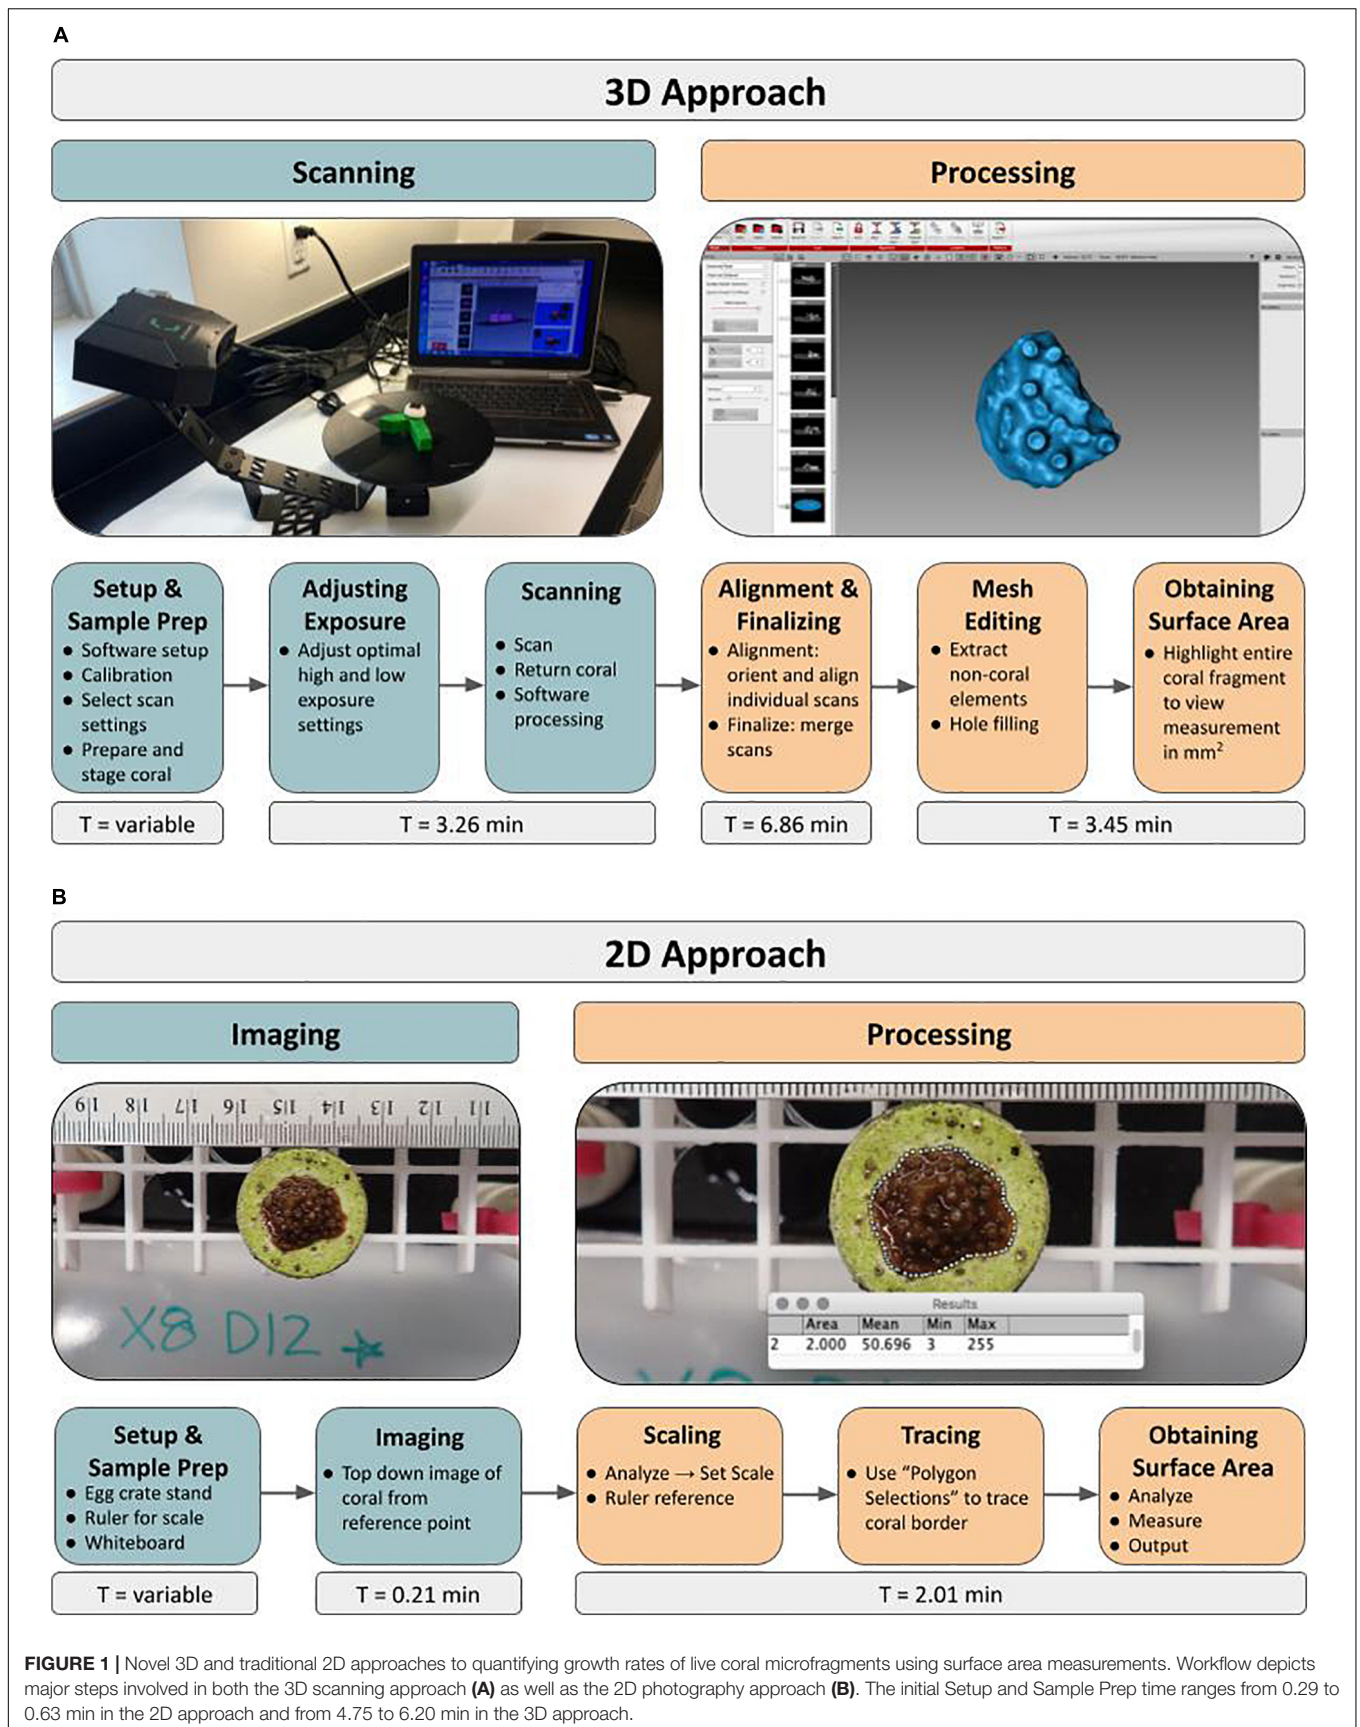 A
3D Approach
Scanning
Processing
Setup &
Sample Prep
● Software setup
● Calibration
● Select scan
settings
● Prepare and
stage coral
Adjusting
Exposure
● Adjust optimal
high and low
exposure
settings
Scanning
● Scan
● Return coral
● Software
processing
Alignment &
Finalizing
● Alignment:
orient and align
individual scans
● Finalize: merge
scans
Mesh
Editing
● Extract
non-coral
elements
● Hole filling
Obtaining
Surface Area
● Highlight entire
coral fragment
to view
measurement
in mm²
T = variable
T = 3.26 min
T = 6.86 min
T = 3.45 min
B
2D Approach
Imaging
Processing
19 18 17 16 15 14 13 12 11
X8 D12
Results
Area Mean Min Max
2 2.000 50.696 3 255
Setup &
Sample Prep
● Egg crate stand
● Ruler for scale
● Whiteboard
Imaging
● Top down image of
coral from
reference point
Scaling
● Analyze → Set Scale
● Ruler reference
Tracing
● Use “Polygon
Selections” to trace
coral border
Obtaining
Surface Area
● Analyze
● Measure
● Output
T = variable
T = 0.21 min
T = 2.01 min
FIGURE 1 | Novel 3D and traditional 2D approaches to quantifying growth rates of live coral microfragments using surface area measurements. Workflow depicts
major steps involved in both the 3D scanning approach (A) as well as the 2D photography approach (B). The initial Setup and Sample Prep time ranges from 0.29 to
0.63 min in the 2D approach and from 4.75 to 6.20 min in the 3D approach.